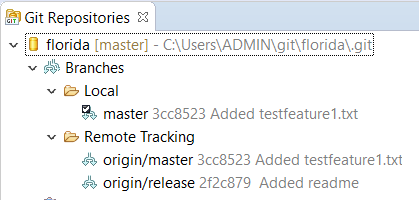 GIT Git Repositories
florida [master] - C:\Users\ADMIN\git\florida\.git
Branches
Local
master 3cc8523 Added testfeature1.txt
Remote Tracking
origin/master 3cc8523 Added testfeature1.txt
origin/release 2f2c879 Added readme